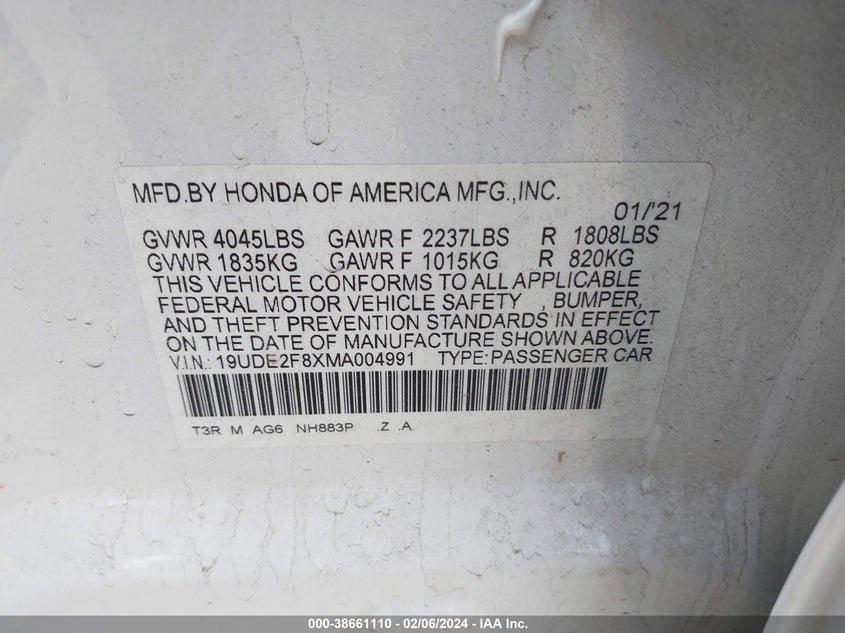 MFD.BY HONDA OF AMERICA MFG.,INC.
01/'21
GVWR 4045LBS GAWR F 2237LBS R 1808LBS
GVWR 1835KG GAWR F 1015KG R 820KG
THIS VEHICLE CONFORMS TO ALL APPLICABLE
FEDERAL MOTOR VEHICLE SAFETY , BUMPER,
AND THEFT PREVENTION STANDARDS IN EFFECT
ON THE DATE OF MANUFACTURE SHOWN ABOVE.
V.I.N.: 19UDE2F8XMA004991 TYPE:PASSENGER CAR
T3R M AG6 NH883P .Z .A
000-38661110 - 02/06/2024 - IAA Inc.